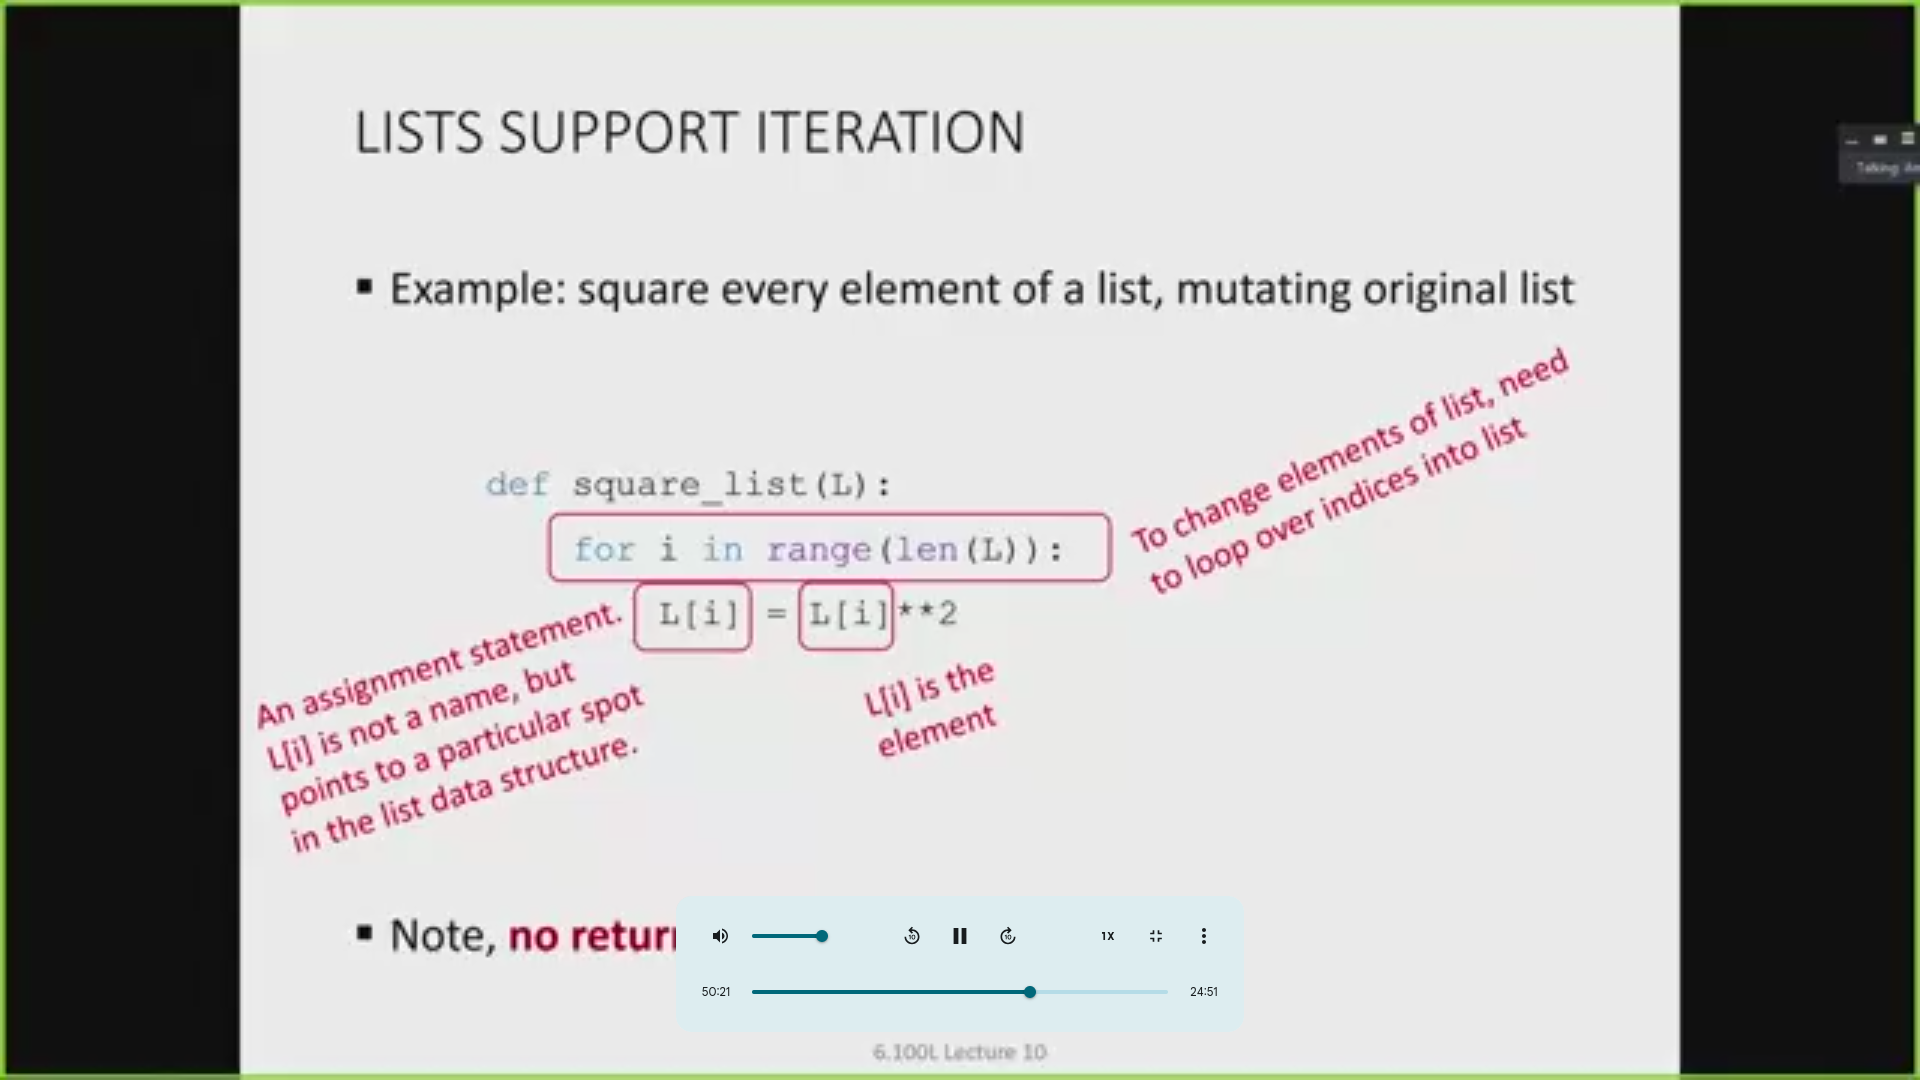 LISTS SUPPORT ITERATION
Talking:
▪ Example: square every element of a list, mutating original list
To change elements of list, need
to loop over indices into list
def square_list(L):
for i in range(len(L)):
L[i] = L[i]**2
An assignment statement.
L[i] is not a name, but
points to a particular spot
in the list data structure.
L[i] is the
element
▪ Note, no return
10
10
1X
50:21
24:51
6.100L Lecture 10